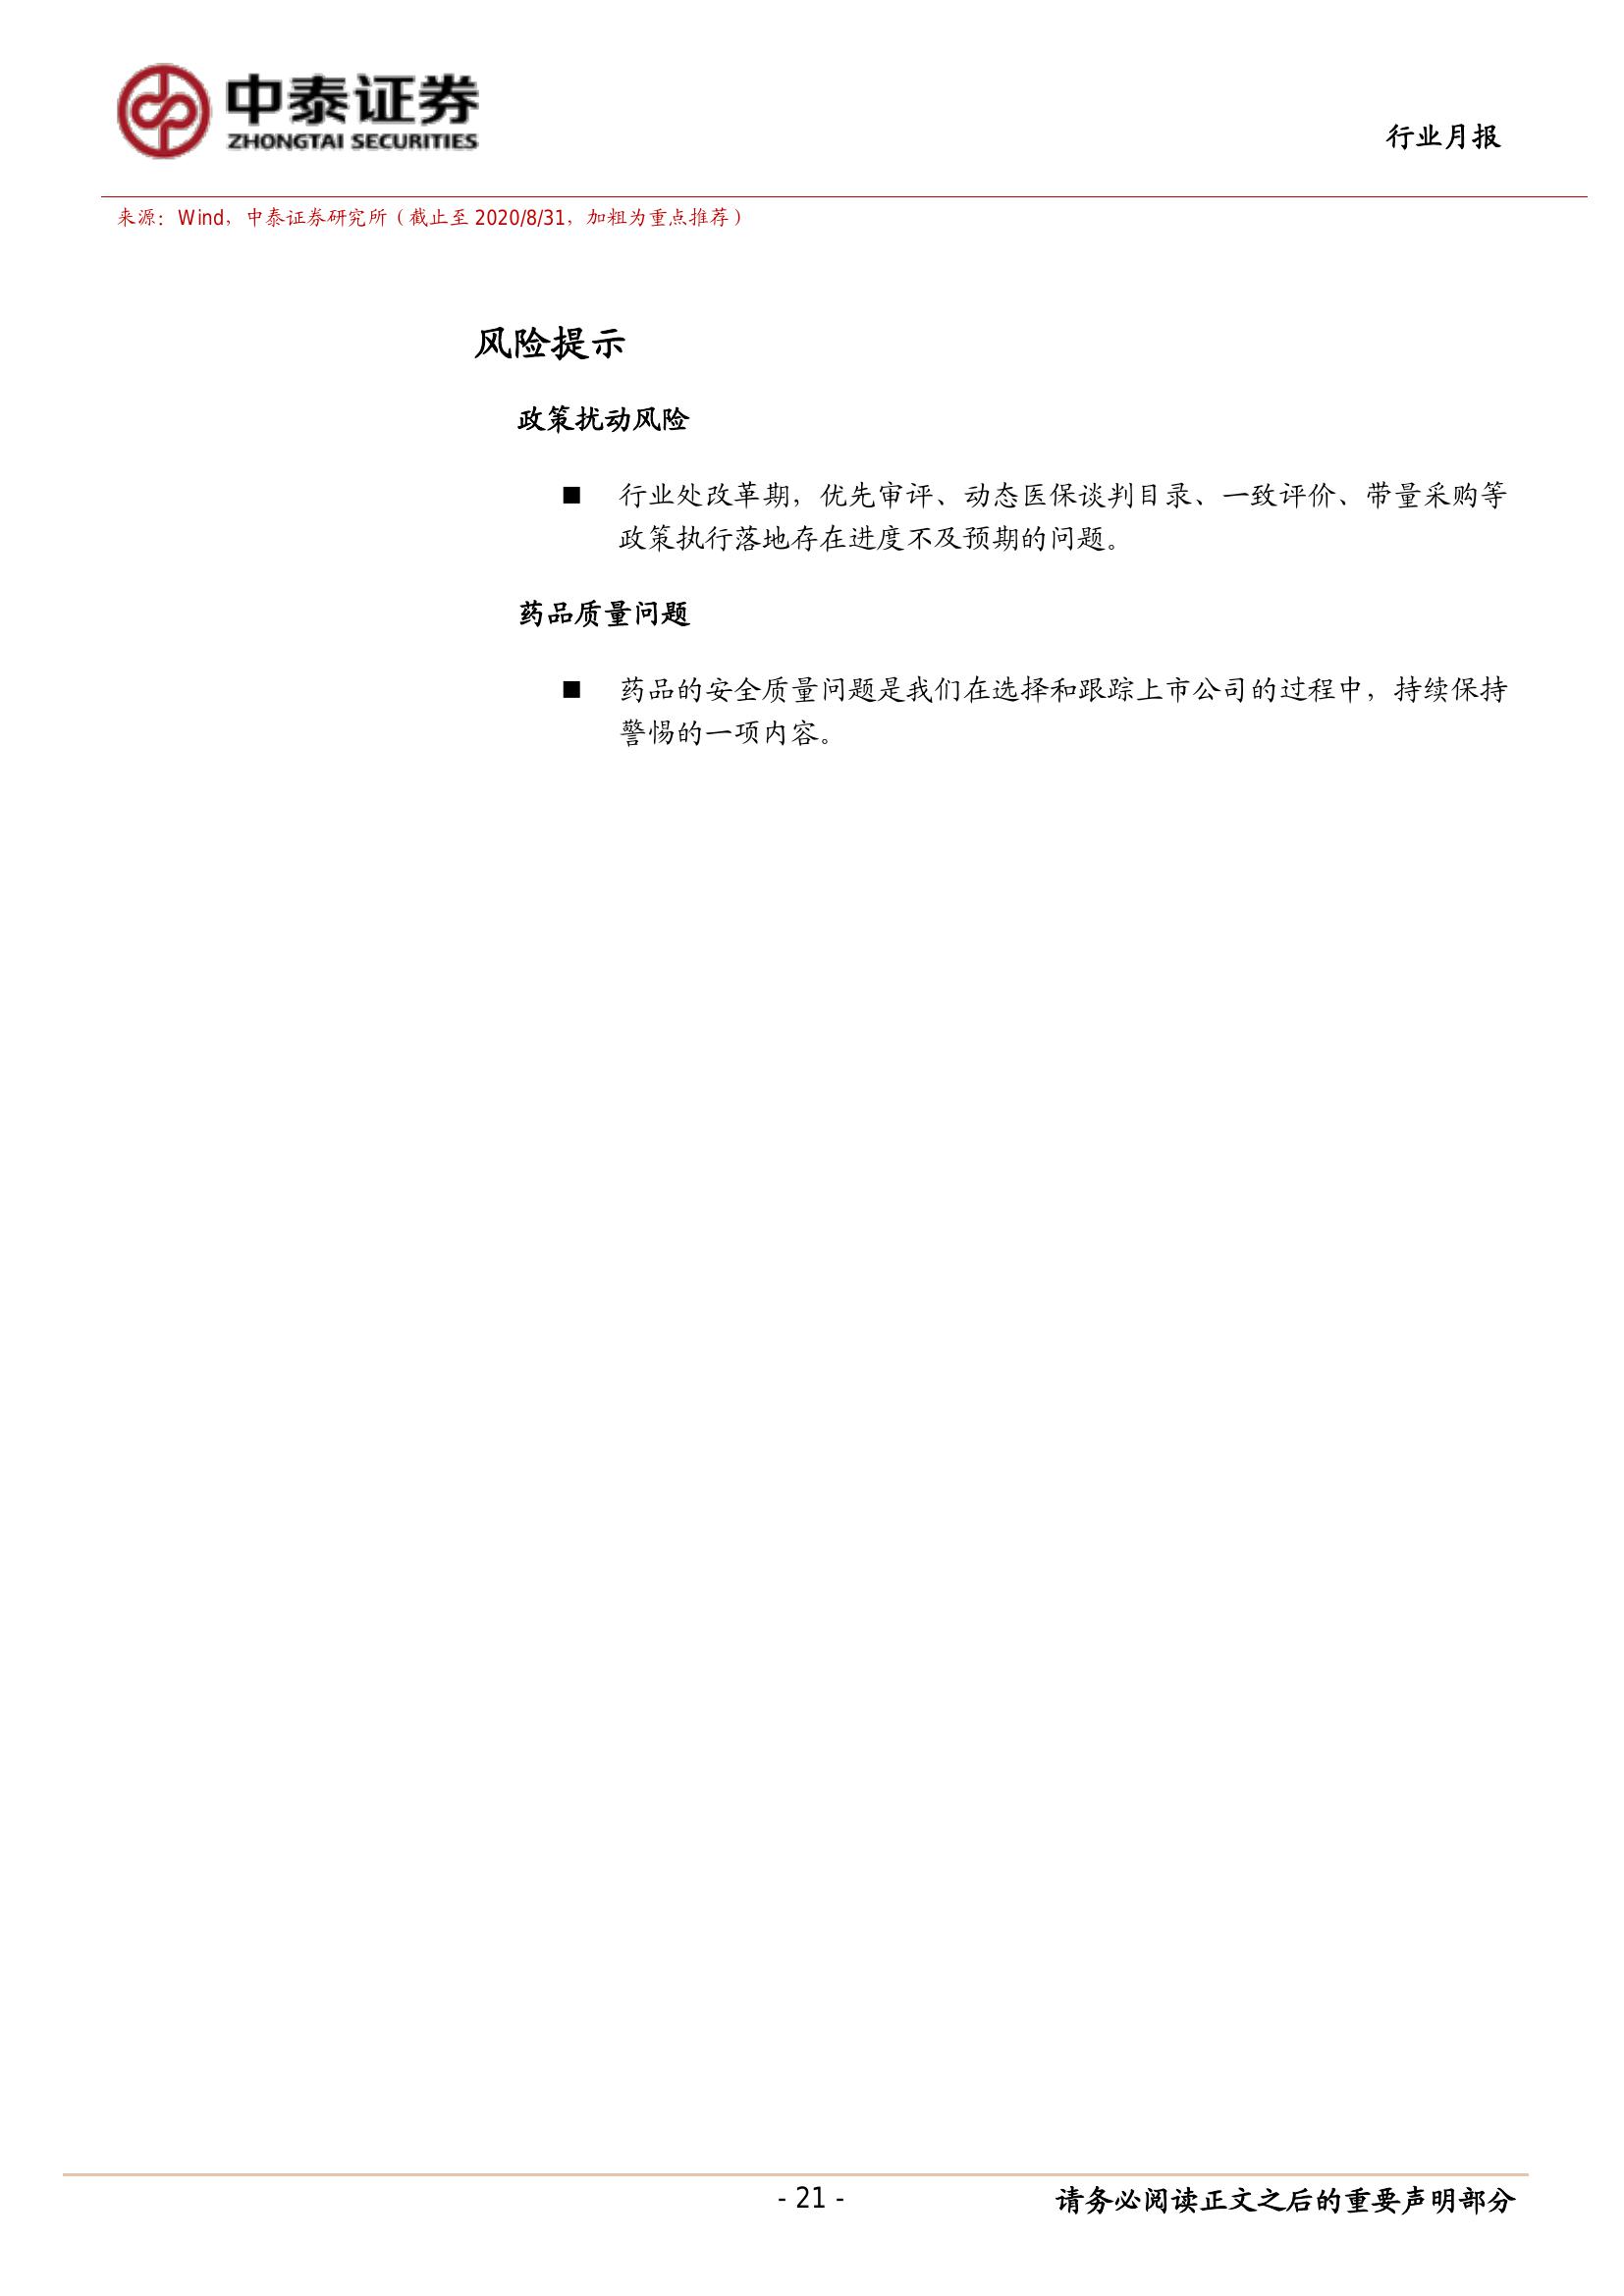 中泰证券
ZHONGTAI SECURITIES
行业月报
来源：Wind，中泰证券研究所（截止至 2020/8/31，加粗为重点推荐）
风险提示
政策扰动风险
■ 行业处改革期，优先审评、动态医保谈判目录、一致评价、带量采购等
政策执行落地存在进度不及预期的问题。
药品质量问题
■ 药品的安全质量问题是我们在选择和跟踪上市公司的过程中，持续保持
警惕的一项内容。
- 21 -
请务必阅读正文之后的重要声明部分